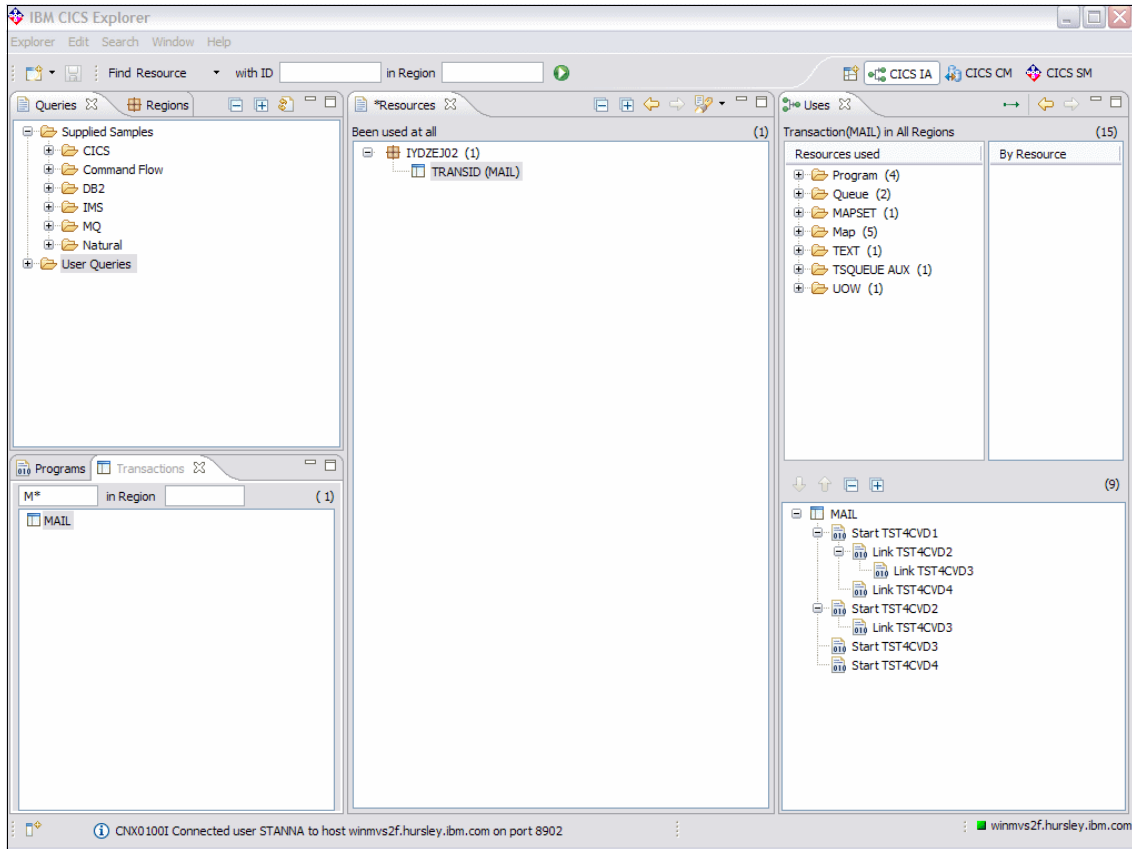 IBM CICS Explorer
Explorer Edit Search Window Help
Find Resource with ID in Region
CICS IA CICS CM CICS SM
Queries Regions
Supplied Samples
CICS
Command Flow
DB2
IMS
MQ
Natural
User Queries
Programs Transactions
M* in Region ( 1)
MAIL
*Resources
Been used at all (1)
IYDZEJ02 (1)
TRANSID (MAIL)
Uses
Transaction(MAIL) in All Regions (15)
Resources used By Resource
Program (4)
Queue (2)
MAPSET (1)
Map (5)
TEXT (1)
TSQUEUE AUX (1)
UOW (1)
(9)
MAIL
Start TST4CVD1
Link TST4CVD2
Link TST4CVD3
Link TST4CVD4
Start TST4CVD2
Link TST4CVD3
Start TST4CVD3
Start TST4CVD4
CNX0100I Connected user STANNA to host winmvs2f.hursley.ibm.com on port 8902
winmvs2f.hursley.ibm.com